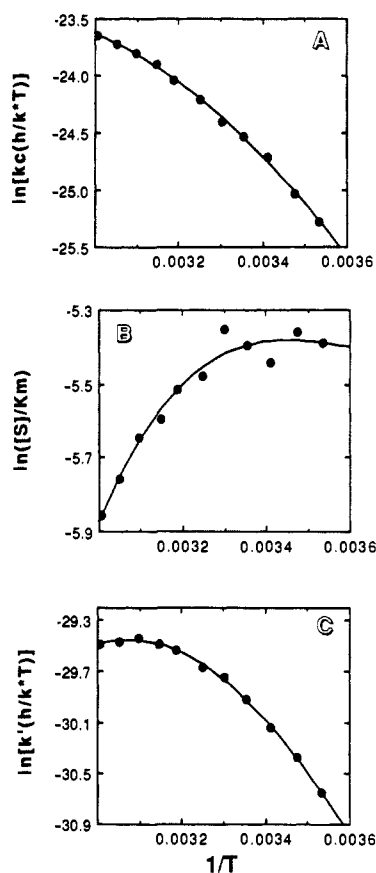 -23.5
A
-24.0
-24.5
-25.0
-25.5
ln[kc(h/k*T)]
0.0032 0.0034 0.0036
-5.3
B
-5.5
-5.7
-5.9
ln([S]/Km)
0.0032 0.0034 0.0036
-29.3
C
-29.7
-30.1
-30.5
-30.9
ln[k'(h/k*T)]
0.0032 0.0034 0.0036
1/T